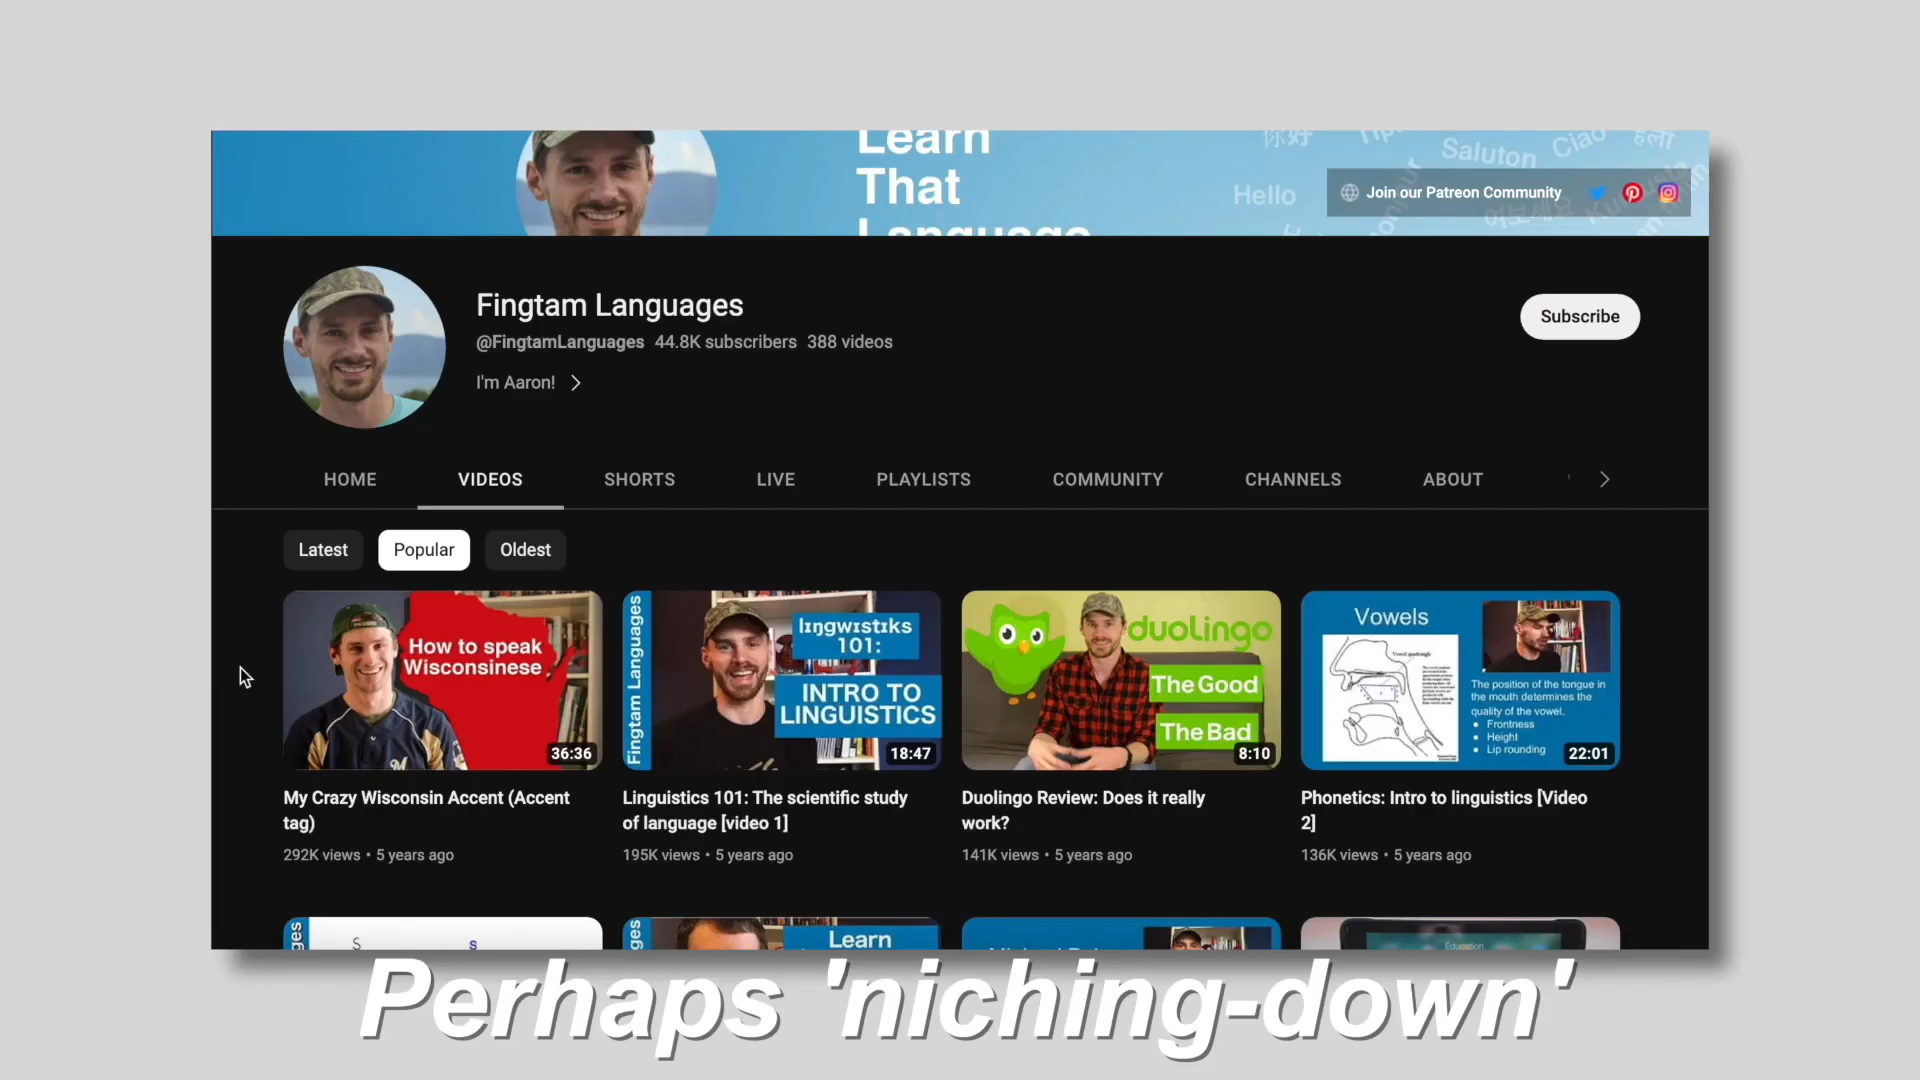 Learn
That
Language
你好
Saluton
Ciao
Hello
Join our Patreon Community
Fingtam Languages
@FingtamLanguages 44.8K subscribers 388 videos
I'm Aaron!
Subscribe
HOME VIDEOS SHORTS LIVE PLAYLISTS COMMUNITY CHANNELS ABOUT
Latest Popular Oldest
How to speak
Wisconsinese
36:36
Fingtam Languages
lɪŋgwɪstɪks
101:
INTRO TO
LINGUISTICS
18:47
duolingo
The Good
The Bad
8:10
Vowels
The position of the tongue in
the mouth determines the
quality of the vowel.
• Frontness
• Height
• Lip rounding
22:01
My Crazy Wisconsin Accent (Accent
tag)
292K views • 5 years ago
Linguistics 101: The scientific study
of language [video 1]
195K views • 5 years ago
Duolingo Review: Does it really
work?
141K views • 5 years ago
Phonetics: Intro to linguistics [Video
2]
136K views • 5 years ago
S s
Learn
Education
Perhaps 'niching-down'